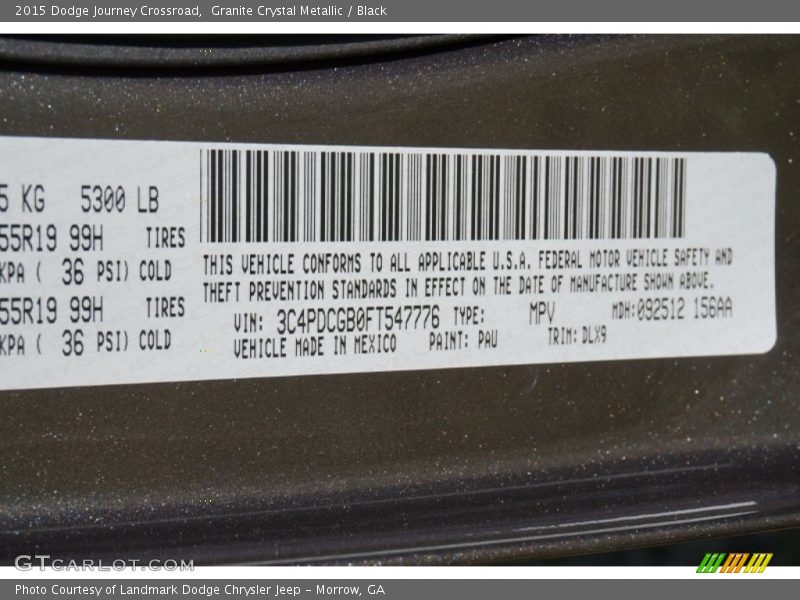 2015 Dodge Journey Crossroad, Granite Crystal Metallic / Black
5 KG 5300 LB
55R19 99H TIRES
KPA ( 36 PSI) COLD
55R19 99H TIRES
KPA ( 36 PSI) COLD
THIS VEHICLE CONFORMS TO ALL APPLICABLE U.S.A. FEDERAL MOTOR VEHICLE SAFETY AND
THEFT PREVENTION STANDARDS IN EFFECT ON THE DATE OF MANUFACTURE SHOWN ABOVE.
VIN: 3C4PDCGB0FT547776 TYPE: MPV MDH:092512 156AA
VEHICLE MADE IN MEXICO PAINT: PAU TRIM: DLX9
GTCARLOT.COM
Photo Courtesy of Landmark Dodge Chrysler Jeep - Morrow, GA